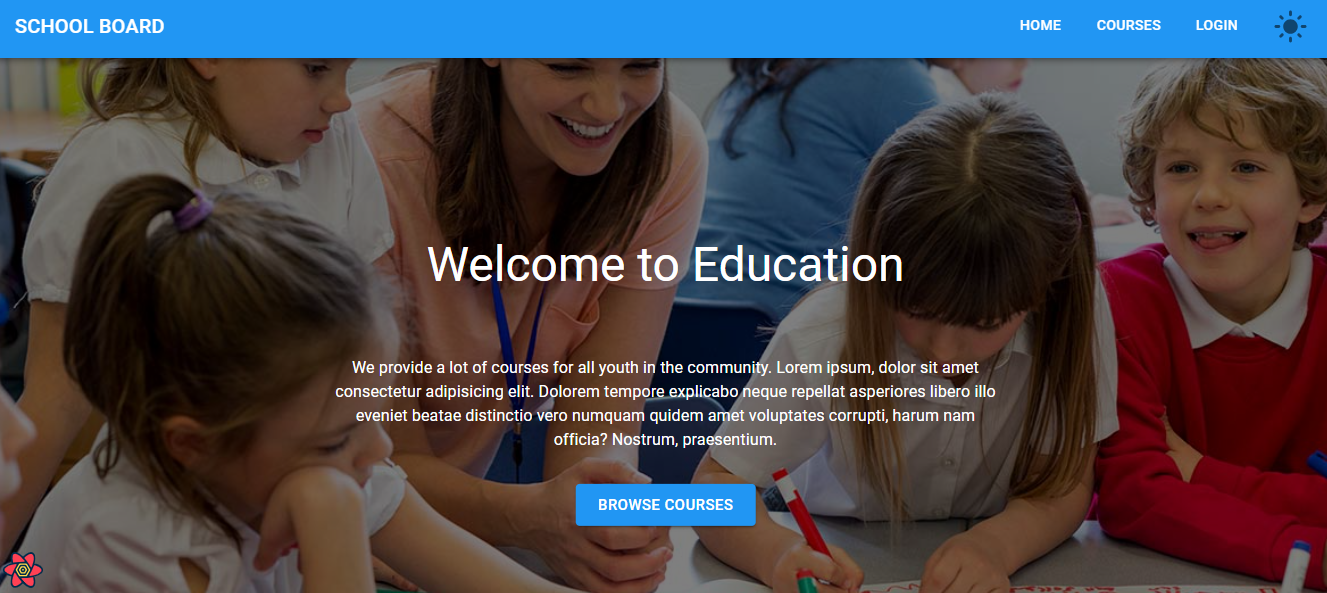 SCHOOL BOARD
HOME
COURSES
LOGIN
Welcome to Education
We provide a lot of courses for all youth in the community. Lorem ipsum, dolor sit amet
consectetur adipisicing elit. Dolorem tempore explicabo neque repellat asperiores libero illo
eveniet beatae distinctio vero numquam quidem amet voluptates corrupti, harum nam
officia? Nostrum, praesentium.
BROWSE COURSES